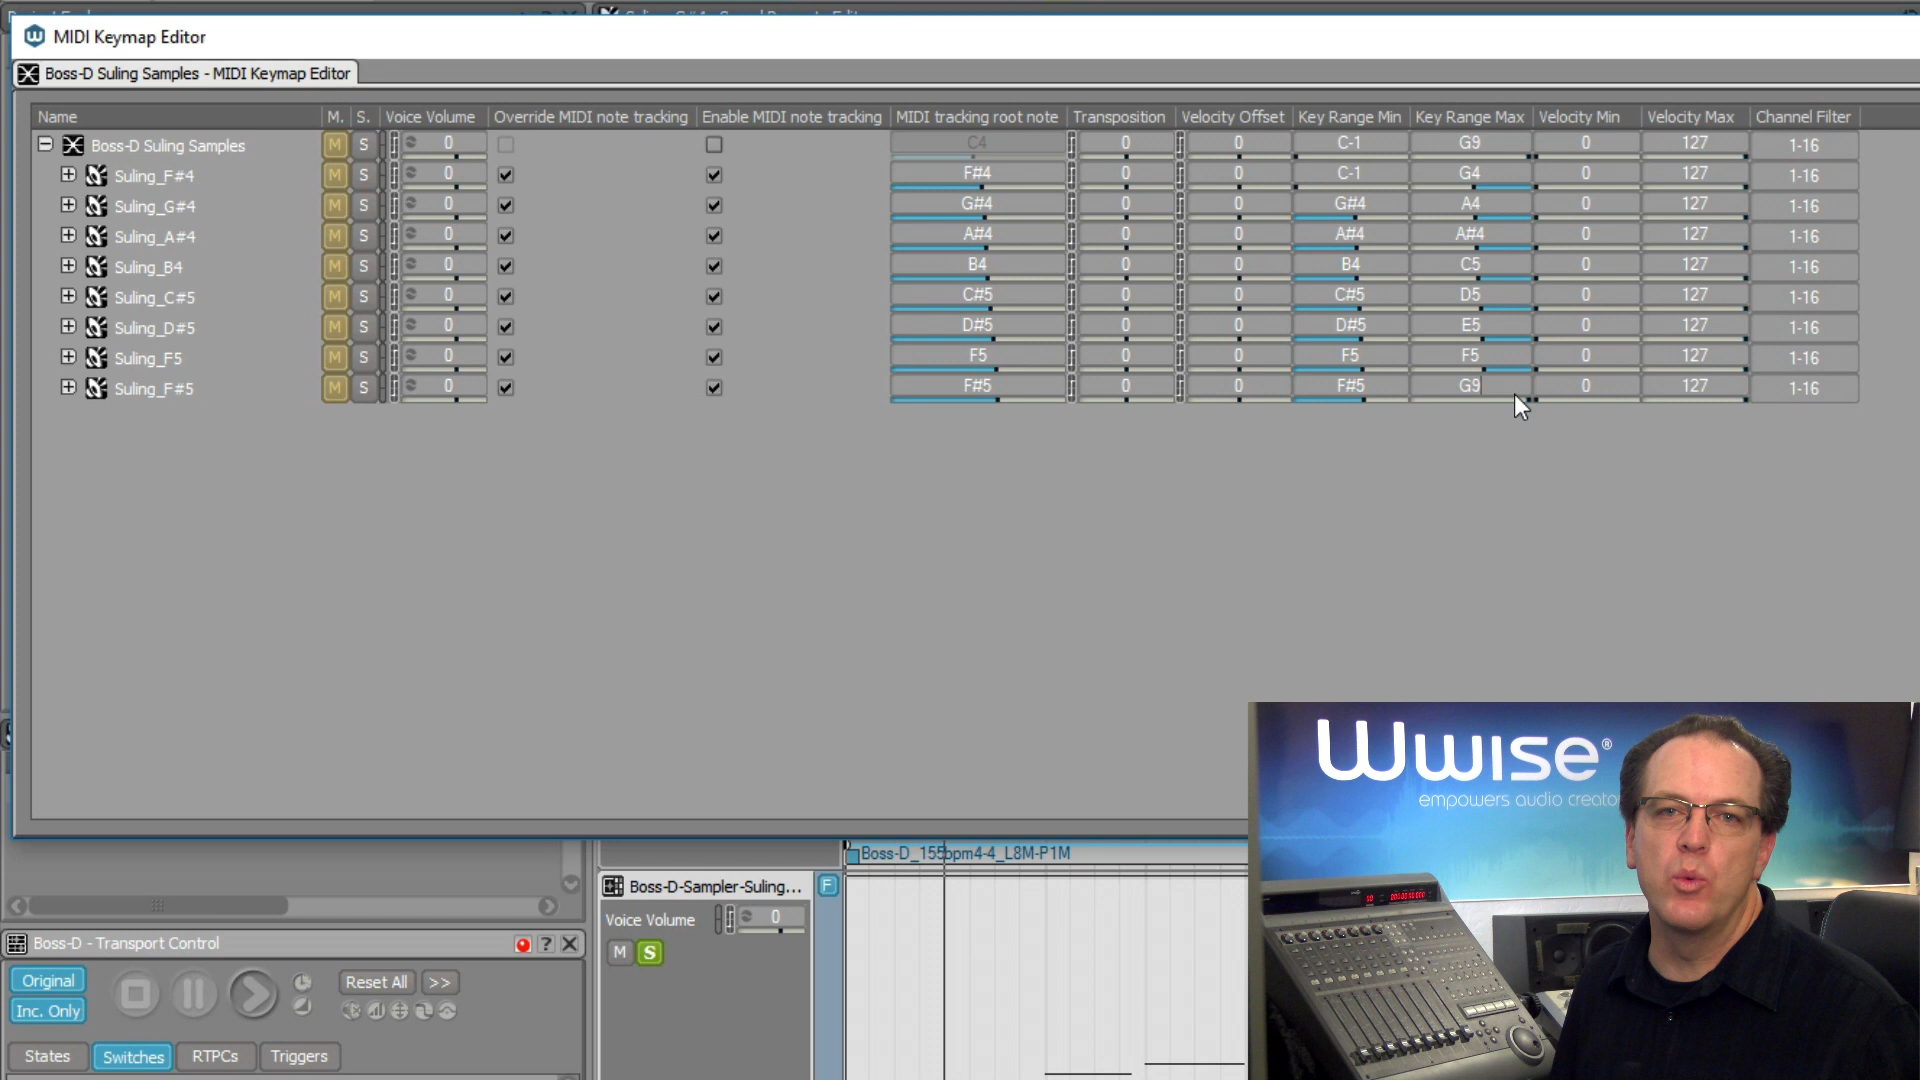 MIDI Keymap Editor
Boss-D Suling Samples - MIDI Keymap Editor
Name M. S. Voice Volume Override MIDI note tracking Enable MIDI note tracking MIDI tracking root note Transposition Velocity Offset Key Range Min Key Range Max Velocity Min Velocity Max Channel Filter
Boss-D Suling Samples M S 0 C4 0 0 C-1 G9 0 127 1-16
Suling_F#4 M S 0 F#4 0 0 C-1 G4 0 127 1-16
Suling_G#4 M S 0 G#4 0 0 G#4 A4 0 127 1-16
Suling_A#4 M S 0 A#4 0 0 A#4 A#4 0 127 1-16
Suling_B4 M S 0 B4 0 0 B4 C5 0 127 1-16
Suling_C#5 M S 0 C#5 0 0 C#5 D5 0 127 1-16
Suling_D#5 M S 0 D#5 0 0 D#5 E5 0 127 1-16
Suling_F5 M S 0 F5 0 0 F5 F5 0 127 1-16
Suling_F#5 M S 0 F#5 0 0 F#5 G9 0 127 1-16
Wwise®
empowers audio creato
Boss-D_155bpm4-4_L8M-P1M
Boss-D-Sampler-Suling... F
Voice Volume 0
M S
Boss-D - Transport Control ?
Original
Inc. Only
Reset All >>
States Switches RTPCs Triggers